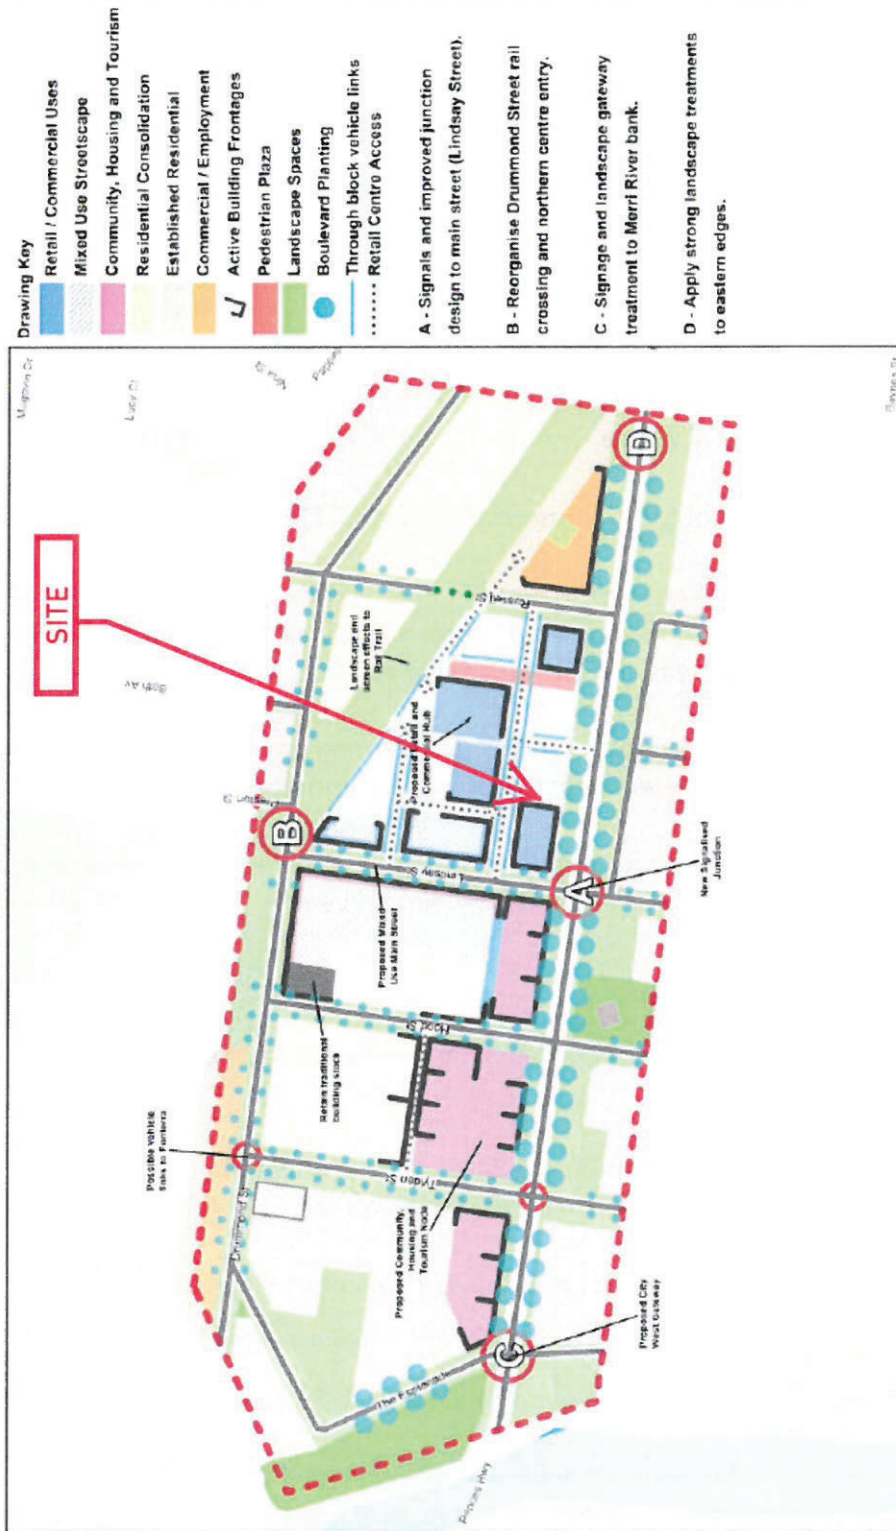 Drawing Key
Retail / Commercial Uses
Mixed Use Streetscape
Community, Housing and Tourism
Residential Consolidation
Established Residential
Commercial / Employment
Active Building Frontages
Pedestrian Plaza
Landscape Spaces
Boulevard Planting
Through block vehicle links
Retail Centre Access
A - Signals and improved junction
design to main street (Lindsay Street).
B - Reorganise Drummond Street rail
crossing and northern centre entry.
C - Signage and landscape gateway
treatment to Merri River bank.
D - Apply strong landscape treatments
to eastern edges.
SITE
Lucy Ct
Possible vehicle
links to Fonterra
Drummond St
Retain traditional
building stock
Proposed Mixed
Use Main Street
Landscape and
screen effects to
Rail Trail
Commercial Hub
Proposed Community,
Housing and
Tourism Node
The Esplanade
Tylden St
Hood St
Lindsay St
Russell St
B
A
C
D
New Signalised
Junction
Proposed City
West Gateway